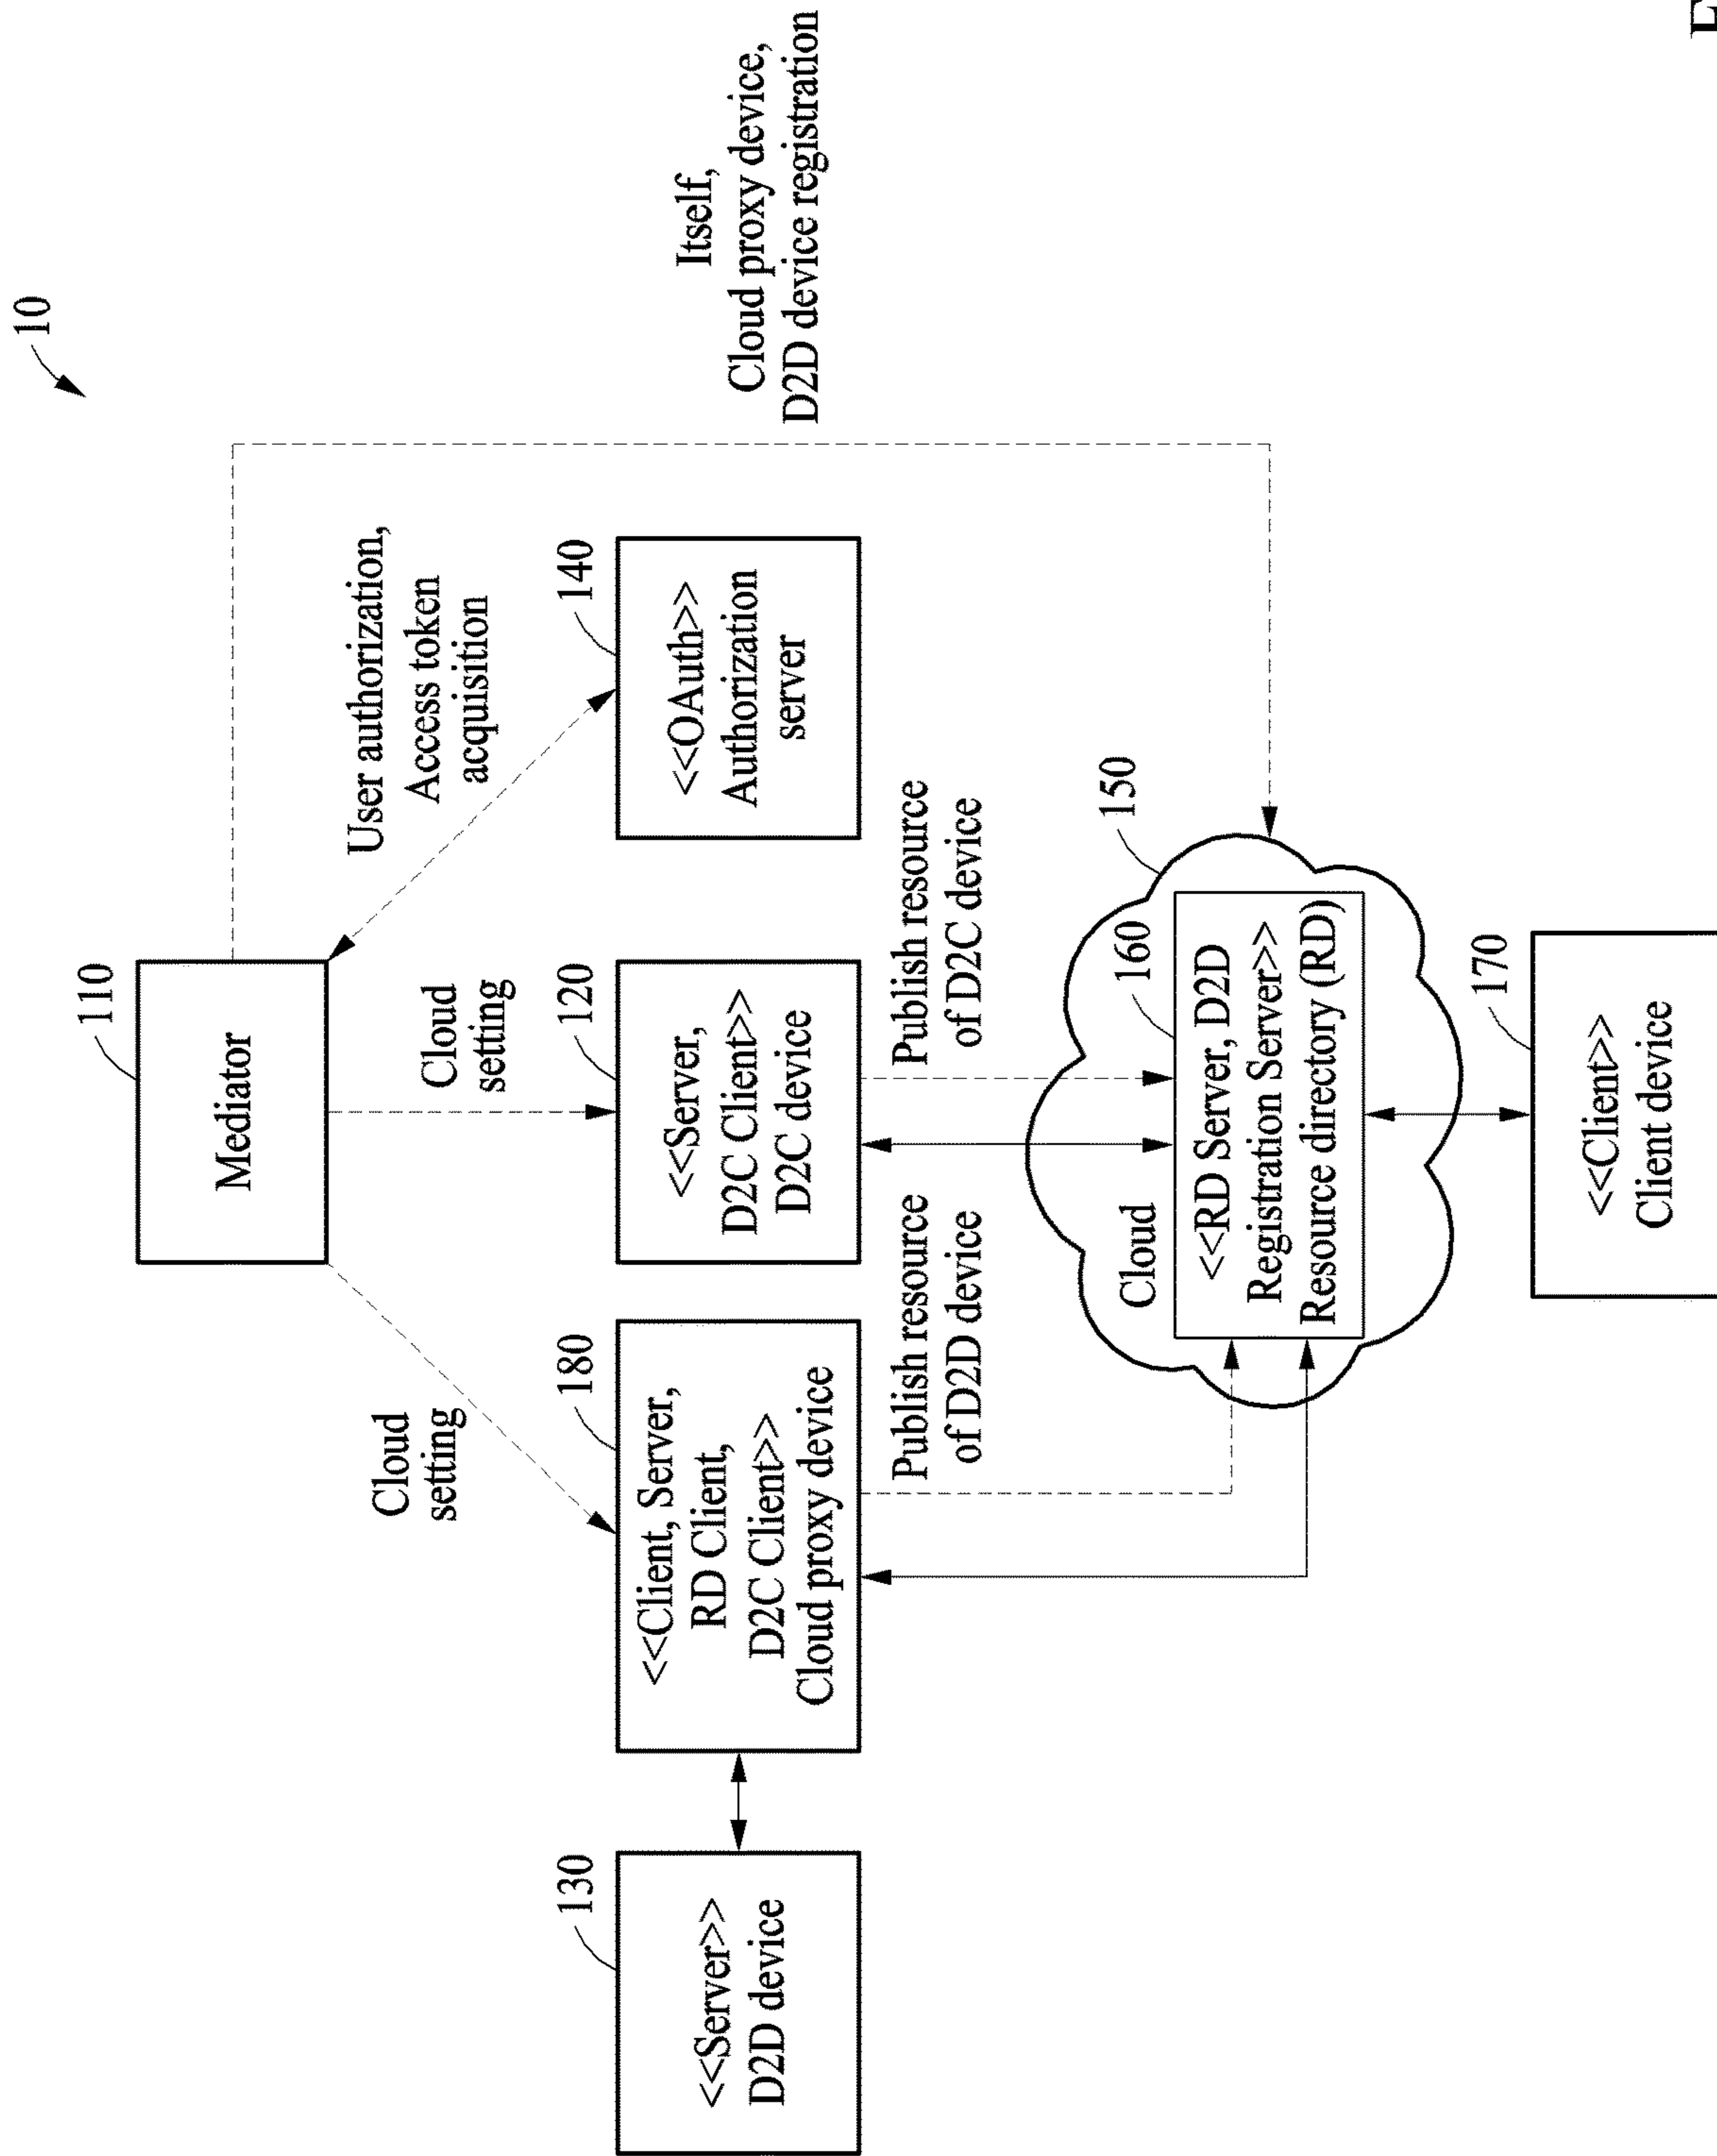 10
110
Mediator
Itself,
Cloud proxy device,
D2D device registration
User authorization,
Access token
acquisition
Cloud
setting
Cloud
setting
130
<<Server>>
D2D device
180
<<Client, Server,
RD Client,
D2C Client>>
Cloud proxy device
120
<<Server,
D2C Client>>
D2C device
140
<<OAuth>>
Authorization
server
Publish resource
of D2D device
Publish resource
of D2C device
150
Cloud
160
<<RD Server, D2D
Registration Server>>
Resource directory (RD)
170
<<Client>>
Client device